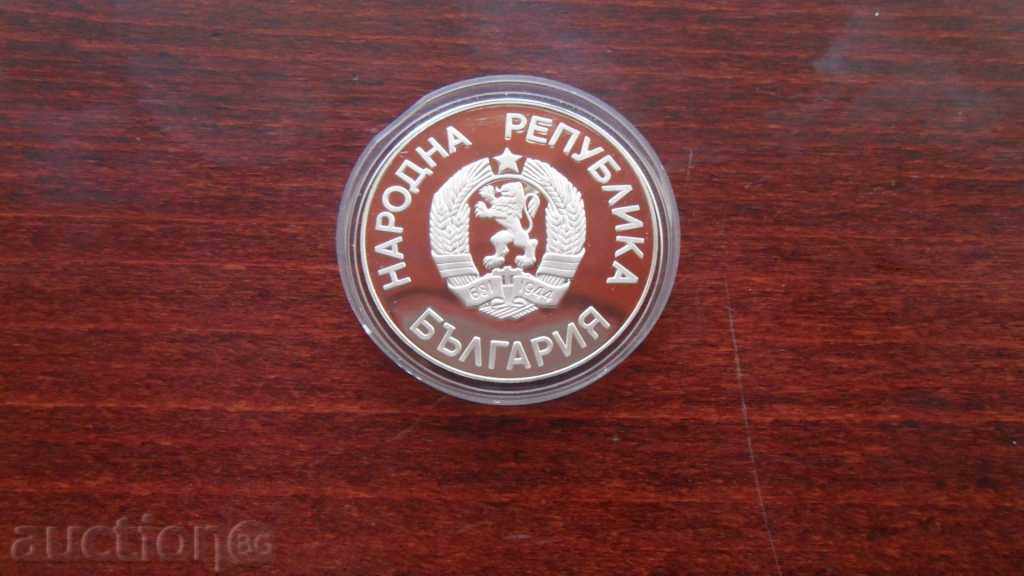 НАРОДНА РЕПУБЛИКА
БЪЛГАРИЯ
681 1944
auction BG